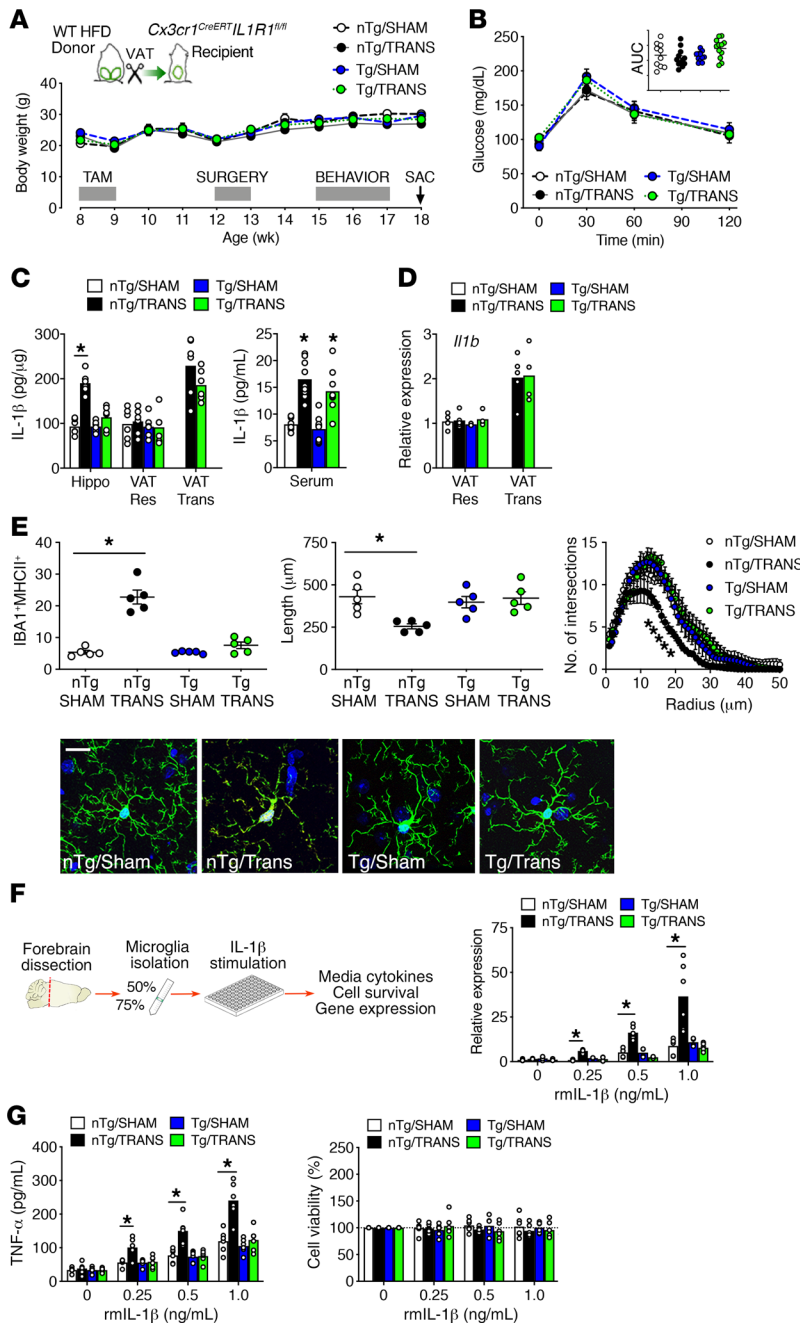 A
WT HFD
Donor
VAT
Cx3cr1CreERTIL1R1fl/fl
Recipient
nTg/SHAM
nTg/TRANS
Tg/SHAM
Tg/TRANS
Body weight (g)
60
50
40
30
20
10
0
TAM
SURGERY
BEHAVIOR
SAC
8 9 10 11 12 13 14 15 16 17 18
Age (wk)
B
AUC
Glucose (mg/dL)
250
200
150
100
50
0
nTg/SHAM
nTg/TRANS
Tg/SHAM
Tg/TRANS
0 30 60 90 120
Time (min)
C
nTg/SHAM
nTg/TRANS
Tg/SHAM
Tg/TRANS
IL-1β (pg/μg)
300
200
100
0
*
Hippo
VAT
Res
VAT
Trans
IL-1β (pg/mL)
25
20
15
10
5
0
* *
Serum
D
nTg/SHAM
nTg/TRANS
Tg/SHAM
Tg/TRANS
Relative expression
3
2
1
0
Il1b
VAT
Res
VAT
Trans
E
IBA1+MHCII+
40
30
20
10
0
*
nTg
SHAM
nTg
TRANS
Tg
SHAM
Tg
TRANS
Length (μm)
750
500
250
0
*
nTg
SHAM
nTg
TRANS
Tg
SHAM
Tg
TRANS
No. of intersections
15
12
9
6
3
0
nTg/SHAM
nTg/TRANS
Tg/SHAM
Tg/TRANS
*****
0 10 20 30 40 50
Radius (μm)
nTg/Sham
nTg/Trans
Tg/Sham
Tg/Trans
F
Forebrain
dissection
Microglia
isolation
50%
75%
IL-1β
stimulation
Media cytokines
Cell survival
Gene expression
nTg/SHAM
nTg/TRANS
Tg/SHAM
Tg/TRANS
Relative expression
75
50
25
0
* * *
0 0.25 0.5 1.0
rmIL-1β (ng/mL)
G
nTg/SHAM
nTg/TRANS
Tg/SHAM
Tg/TRANS
TNF-α (pg/mL)
400
300
200
100
0
* * *
0 0.25 0.5 1.0
rmIL-1β (ng/mL)
nTg/SHAM
nTg/TRANS
Tg/SHAM
Tg/TRANS
Cell viability (%)
250
200
150
100
50
0
0 0.25 0.5 1.0
rmIL-1β (ng/mL)